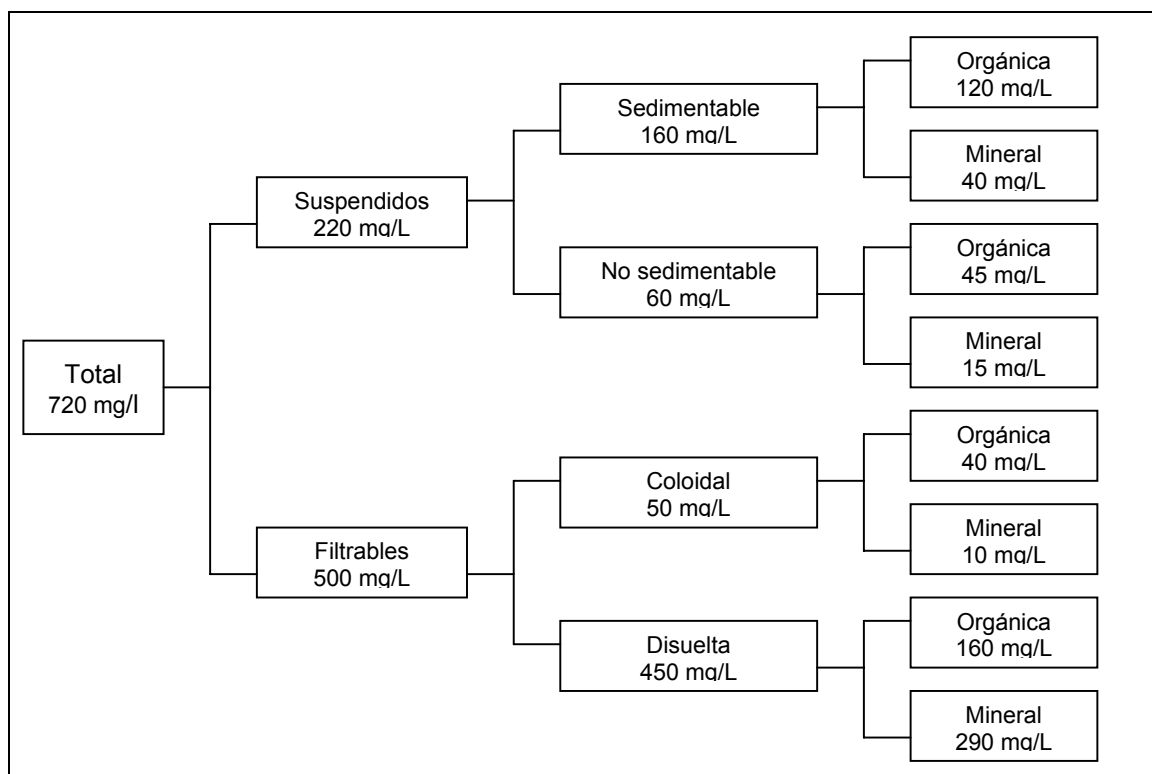 Total
720 mg/l
Suspendidos
220 mg/L
Filtrables
500 mg/L
Sedimentable
160 mg/L
No sedimentable
60 mg/L
Coloidal
50 mg/L
Disuelta
450 mg/L
Orgánica
120 mg/L
Mineral
40 mg/L
Orgánica
45 mg/L
Mineral
15 mg/L
Orgánica
40 mg/L
Mineral
10 mg/L
Orgánica
160 mg/L
Mineral
290 mg/L